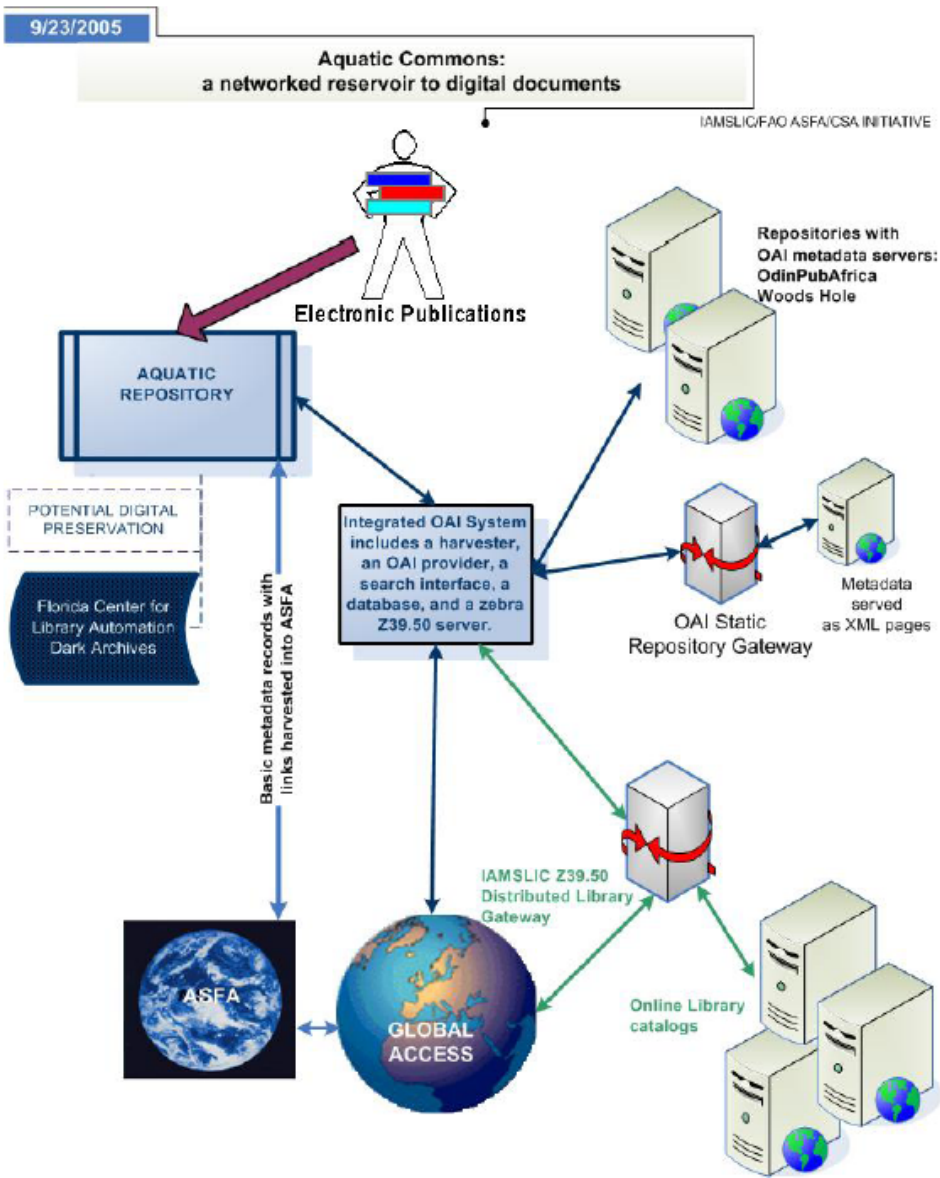 9/23/2005
Aquatic Commons:
a networked reservoir to digital documents
IAMSLIC/FAO ASFA/CSA INITIATIVE
Electronic Publications
Repositories with
OAI metadata servers:
OdinPubAfrica
Woods Hole
AQUATIC
REPOSITORY
POTENTIAL DIGITAL
PRESERVATION
Florida Center for
Library Automation
Dark Archives
Integrated OAI System
includes a harvester,
an OAI provider, a
search interface, a
database, and a zebra
Z39.50 server.
OAI Static
Repository Gateway
Metadata
served
as XML pages
Basic metadata records with
links harvested into ASFA
IAMSLIC Z39.50
Distributed Library
Gateway
ASFA
GLOBAL
ACCESS
Online Library
catalogs